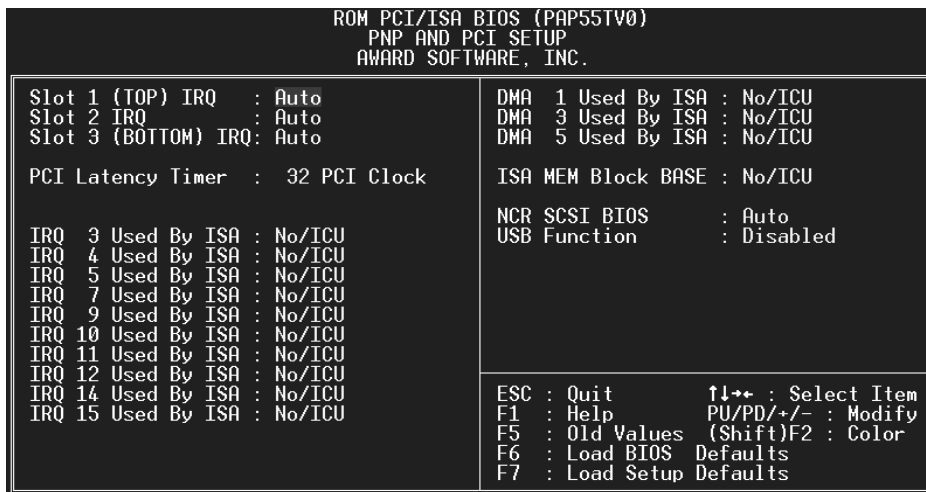 ROM PCI/ISA BIOS (PAP55TV0)
PNP AND PCI SETUP
AWARD SOFTWARE, INC.
Slot 1 (TOP) IRQ : Auto
Slot 2 IRQ : Auto
Slot 3 (BOTTOM) IRQ: Auto
PCI Latency Timer : 32 PCI Clock
IRQ 3 Used By ISA : No/ICU
IRQ 4 Used By ISA : No/ICU
IRQ 5 Used By ISA : No/ICU
IRQ 7 Used By ISA : No/ICU
IRQ 9 Used By ISA : No/ICU
IRQ 10 Used By ISA : No/ICU
IRQ 11 Used By ISA : No/ICU
IRQ 12 Used By ISA : No/ICU
IRQ 14 Used By ISA : No/ICU
IRQ 15 Used By ISA : No/ICU
DMA 1 Used By ISA : No/ICU
DMA 3 Used By ISA : No/ICU
DMA 5 Used By ISA : No/ICU
ISA MEM Block BASE : No/ICU
NCR SCSI BIOS : Auto
USB Function : Disabled
ESC : Quit ↑↓→← : Select Item
F1 : Help PU/PD/+/- : Modify
F5 : Old Values (Shift)F2 : Color
F6 : Load BIOS Defaults
F7 : Load Setup Defaults